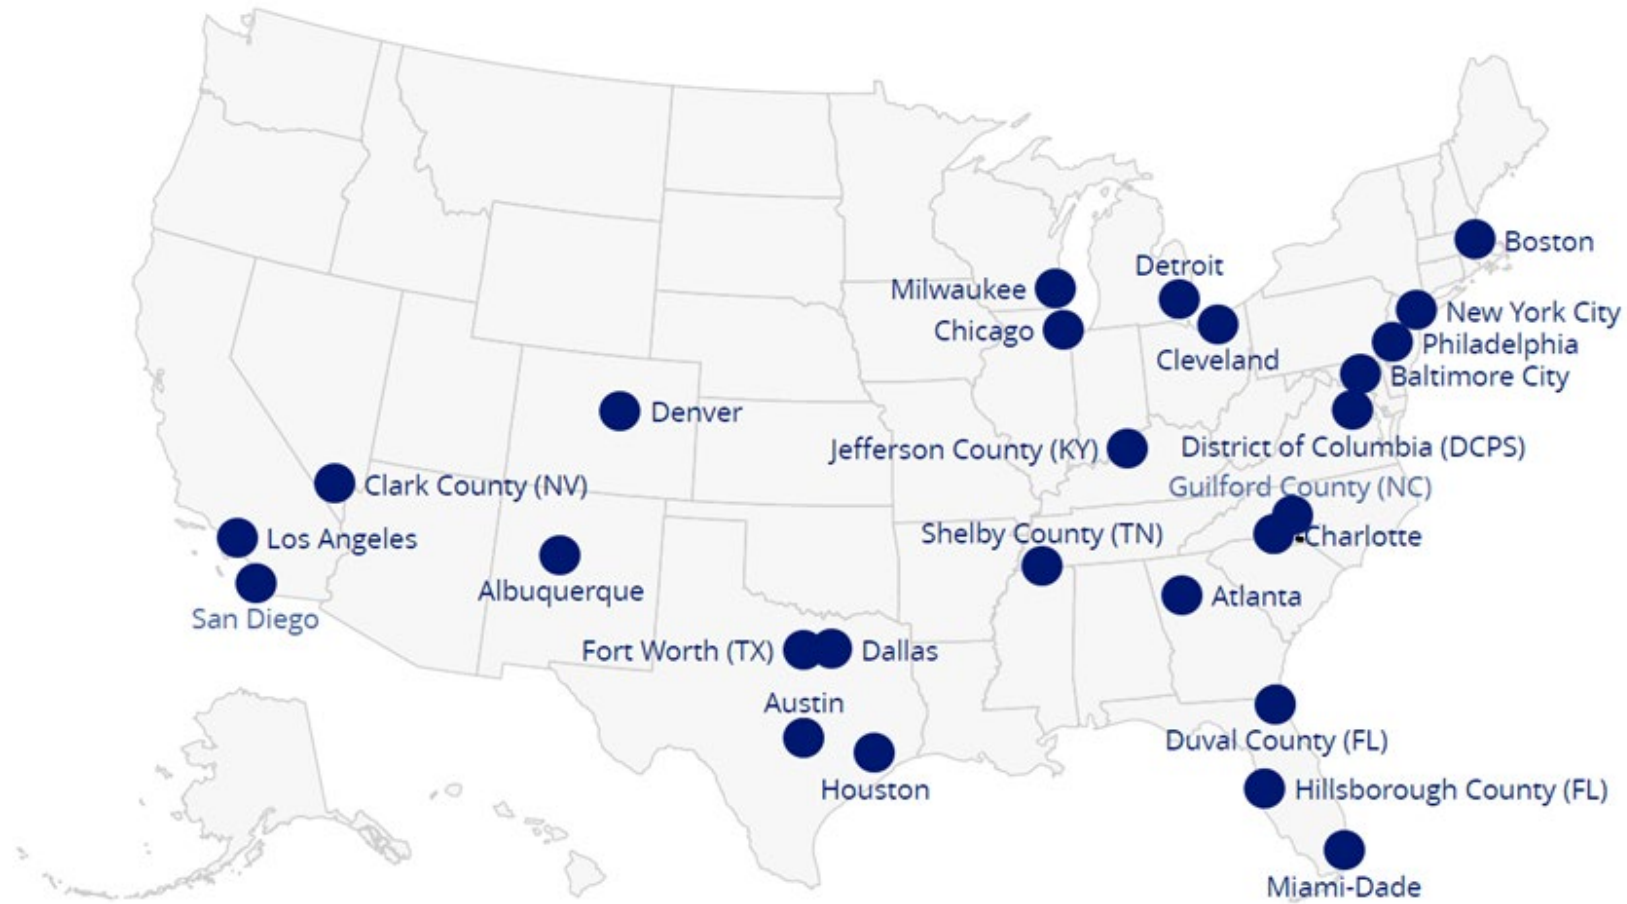 Boston
Detroit
Milwaukee
New York City
Chicago
Philadelphia
Cleveland
Baltimore City
Denver
Jefferson County (KY)
District of Columbia (DCPS)
Clark County (NV)
Guilford County (NC)
Shelby County (TN)
Charlotte
Los Angeles
Albuquerque
Atlanta
San Diego
Fort Worth (TX)
Dallas
Austin
Duval County (FL)
Houston
Hillsborough County (FL)
Miami-Dade